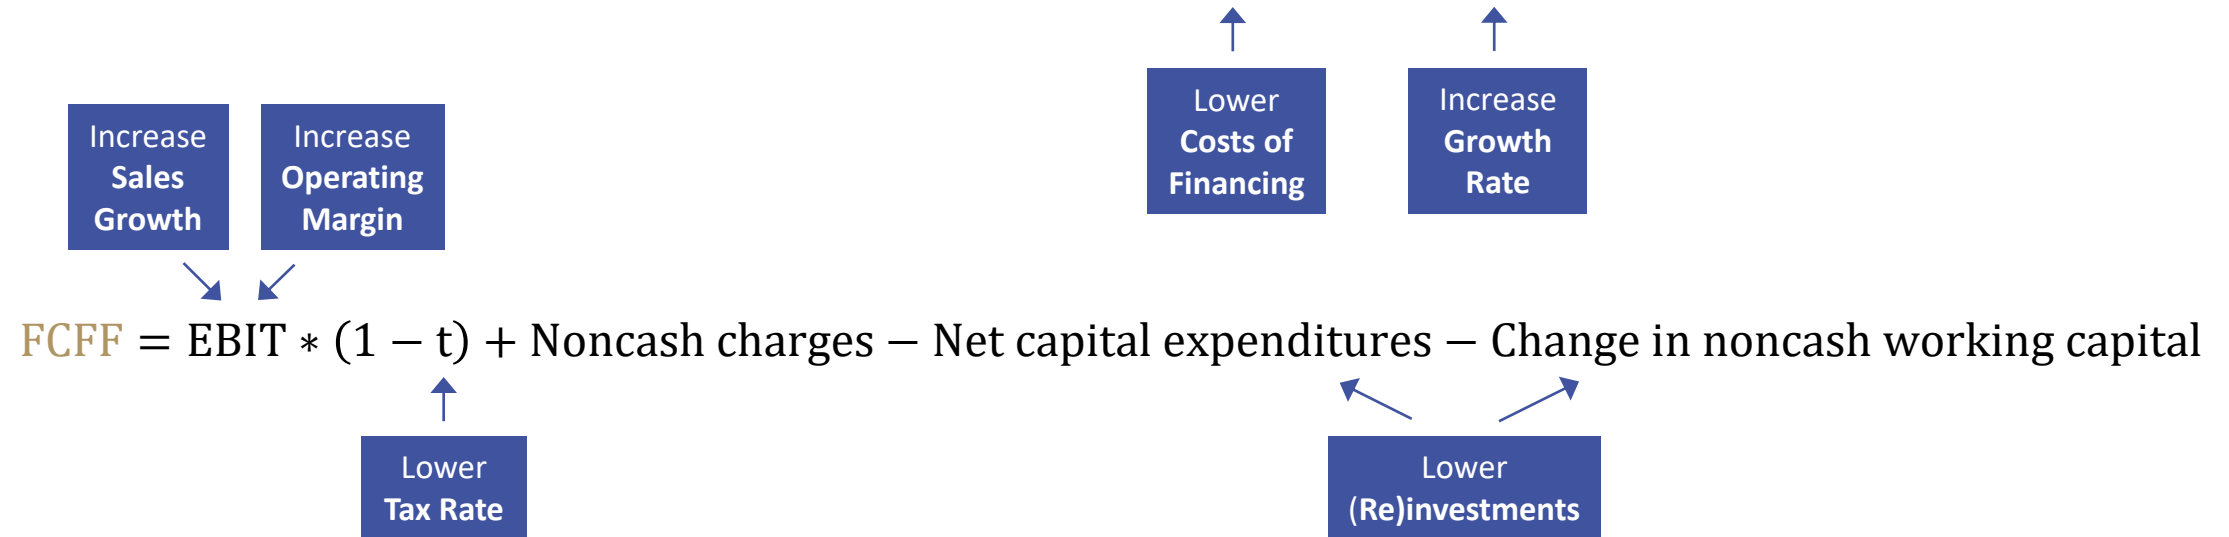 Lower
Costs of
Financing
Increase
Growth
Rate
Increase
Sales
Growth
Increase
Operating
Margin
FCFF = EBIT ∗ (1 − t) + Noncash charges − Net capital expenditures − Change in noncash working capital
Lower
Tax Rate
Lower
(Re)investments